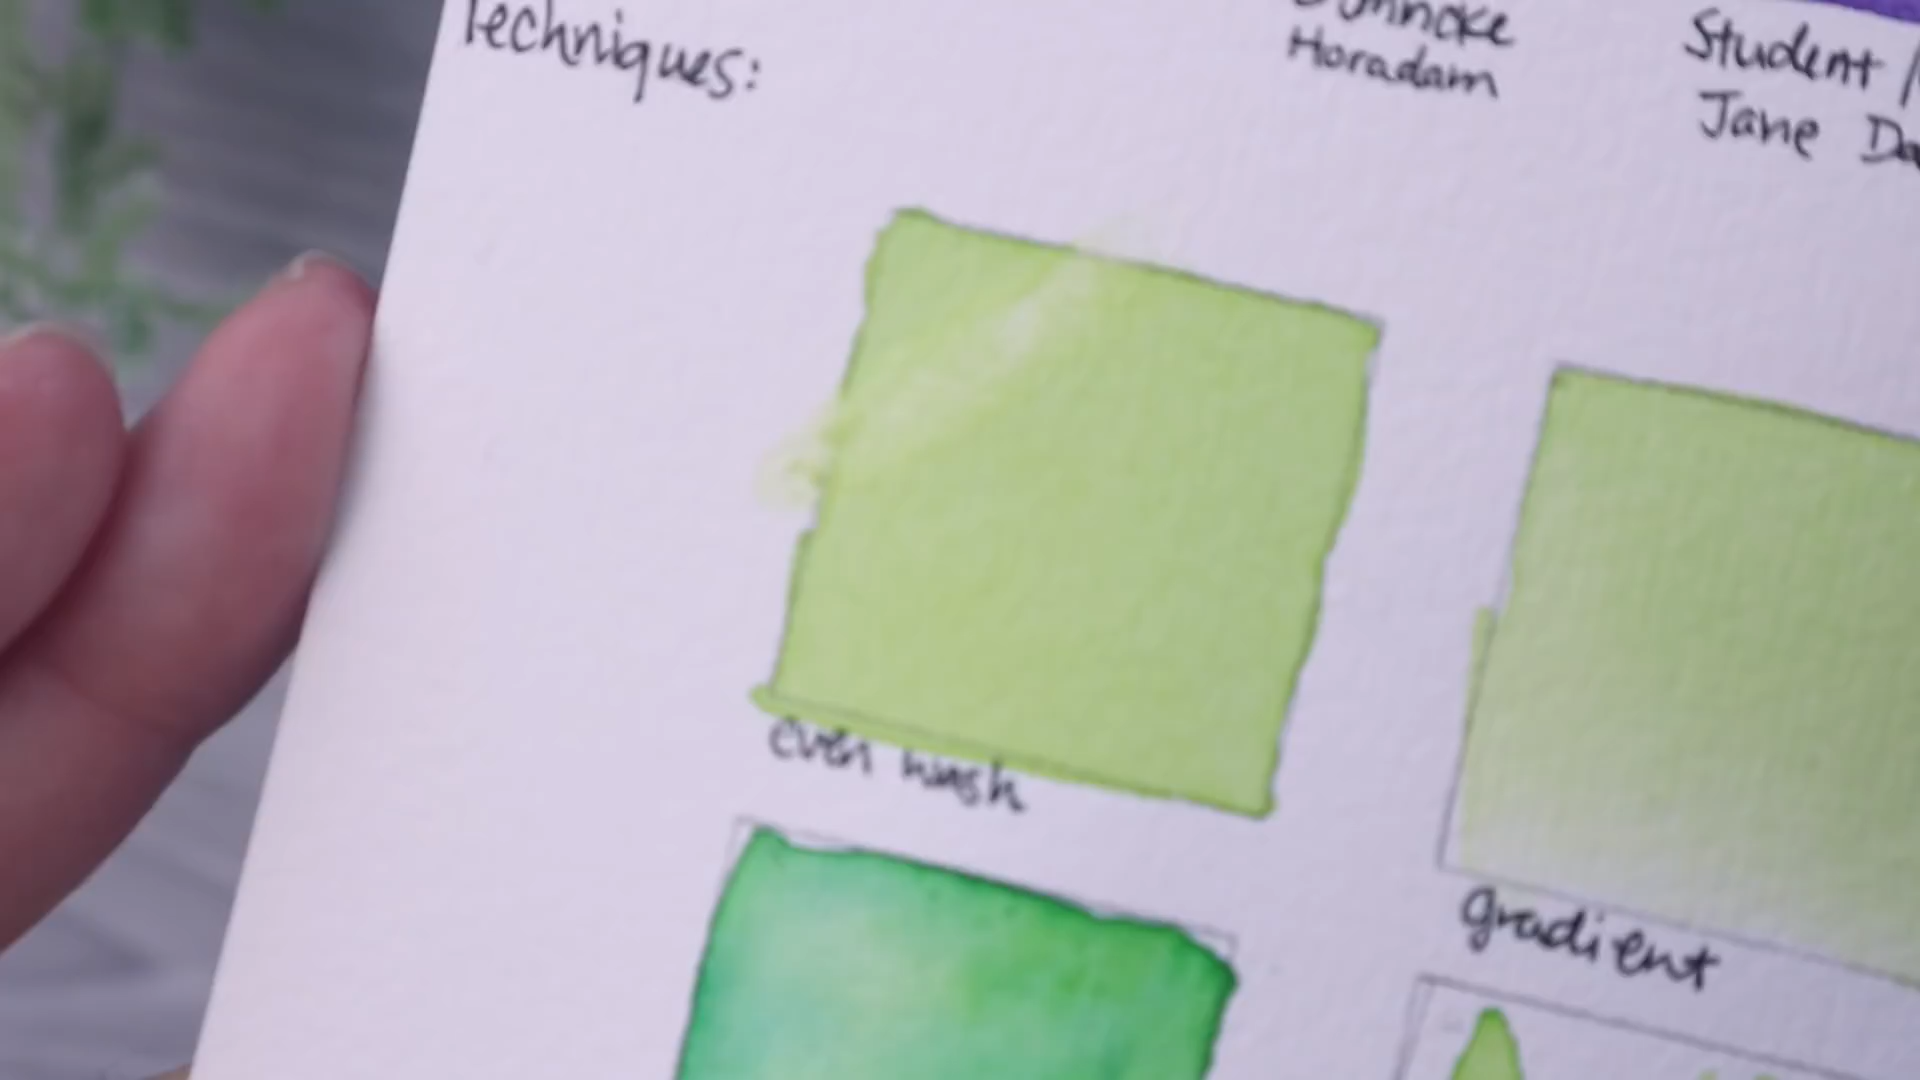 Techniques:
Horadam
Student /
Jane
even wash
gradient